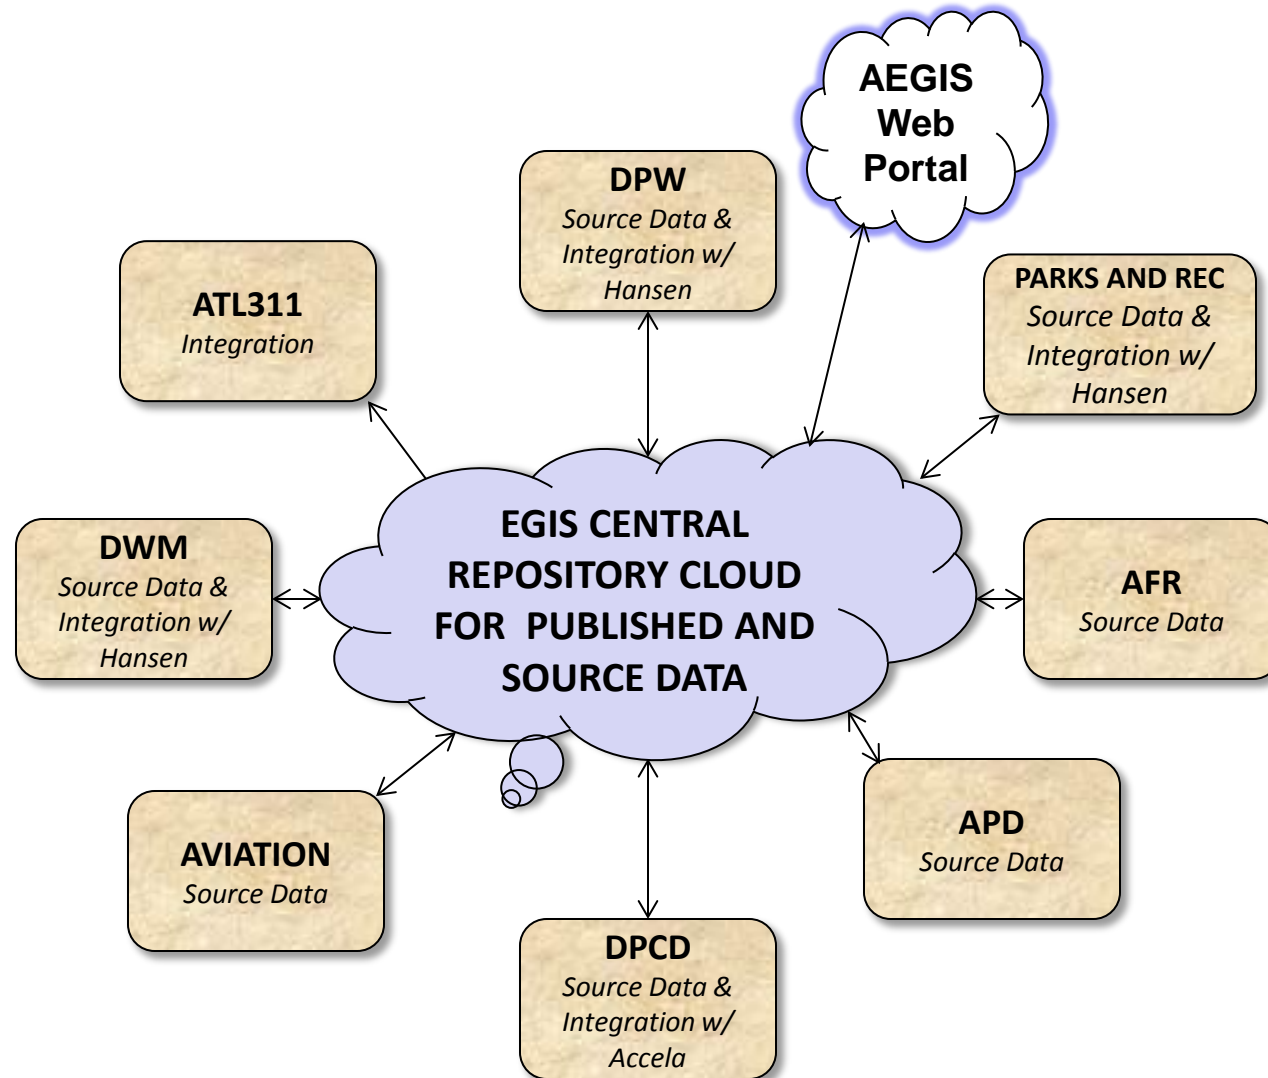 AEGIS
Web
Portal
DPW
Source Data &
Integration w/
Hansen
ATL311
Integration
PARKS AND REC
Source Data &
Integration w/
Hansen
DWM
Source Data &
Integration w/
Hansen
EGIS CENTRAL
REPOSITORY CLOUD
FOR PUBLISHED AND
SOURCE DATA
AFR
Source Data
AVIATION
Source Data
APD
Source Data
DPCD
Source Data &
Integration w/
Accela